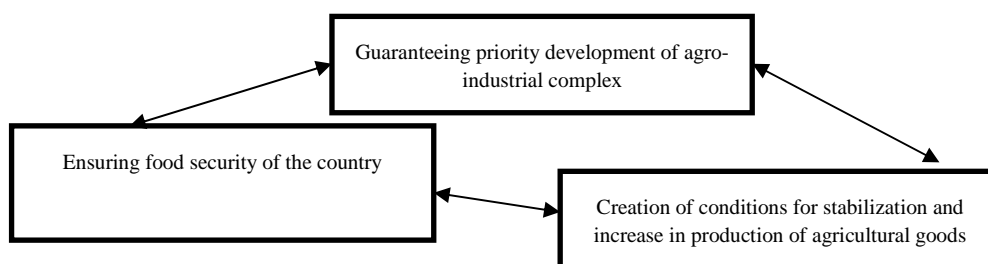 Guaranteeing priority development of agro-
industrial complex
Ensuring food security of the country
Creation of conditions for stabilization and
increase in production of agricultural goods